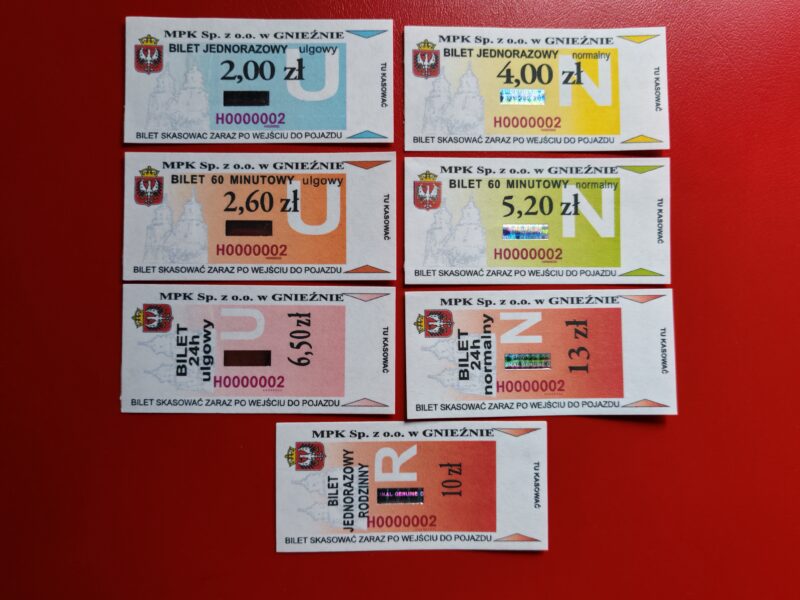 MPK Sp. z o.o. w GNIEŹNIE
BILET JEDNORAZOWY ulgowy
2,00 zł
U
H0000002
BILET SKASOWAĆ ZARAZ PO WEJŚCIU DO POJAZDU
TU KASOWAĆ
MPK Sp. z o.o. w GNIEŹNIE
BILET JEDNORAZOWY normalny
4,00 zł
N
H0000002
BILET SKASOWAĆ ZARAZ PO WEJŚCIU DO POJAZDU
TU KASOWAĆ
MPK Sp. z o.o. w GNIEŹNIE
BILET 60 MINUTOWY ulgowy
2,60 zł
U
H0000002
BILET SKASOWAĆ ZARAZ PO WEJŚCIU DO POJAZDU
TU KASOWAĆ
MPK Sp. z o.o. w GNIEŹNIE
BILET 60 MINUTOWY normalny
5,20 zł
N
H0000002
BILET SKASOWAĆ ZARAZ PO WEJŚCIU DO POJAZDU
TU KASOWAĆ
MPK Sp. z o.o. w GNIEŹNIE
BILET
24h
ulgowy
U
6,50 zł
H0000002
BILET SKASOWAĆ ZARAZ PO WEJŚCIU DO POJAZDU
TU KASOWAĆ
MPK Sp. z o.o. w GNIEŹNIE
BILET
24h
normalny
N
13 zł
H0000002
BILET SKASOWAĆ ZARAZ PO WEJŚCIU DO POJAZDU
TU KASOWAĆ
MPK Sp. z o.o. w GNIEŹNIE
BILET
JEDNORAZOWY
RODZINNY
R
10 zł
H0000002
BILET SKASOWAĆ ZARAZ PO WEJŚCIU DO POJAZDU
TU KASOWAĆ